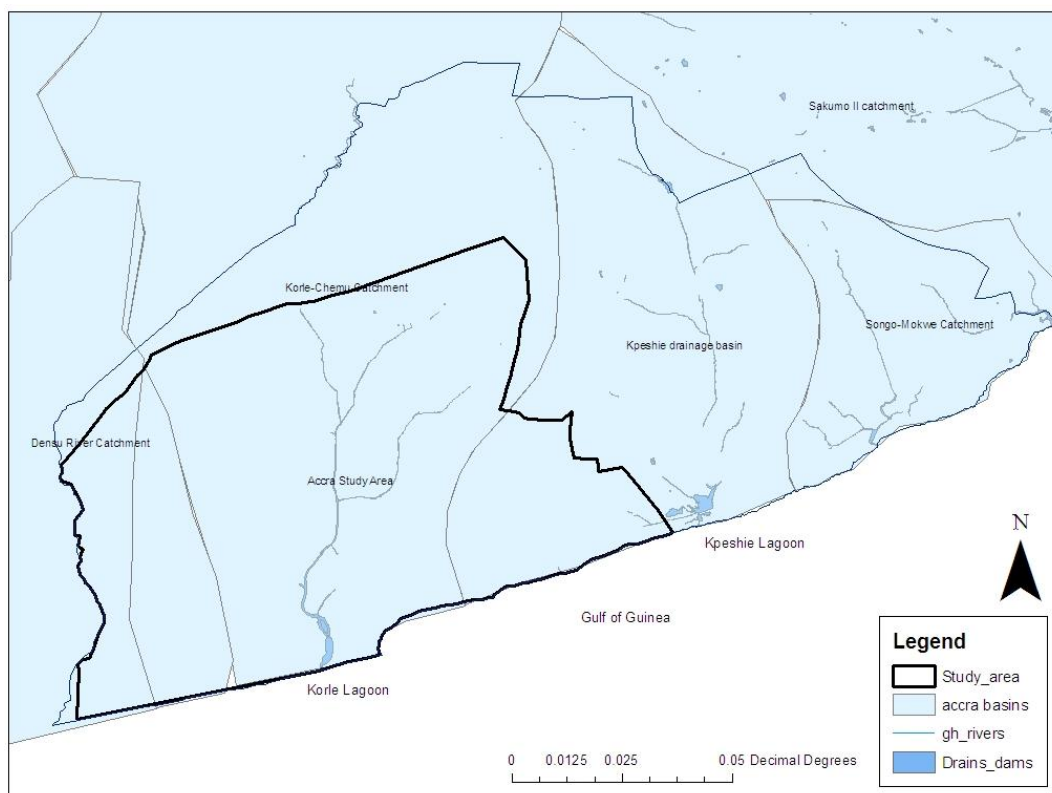 Sakumo II catchment
Korle-Chemu Catchment
Songo-Mokwe Catchment
Kpeshie drainage basin
Densu River Catchment
Accra Study Area
Kpeshie Lagoon
N
Gulf of Guinea
Korle Lagoon
Legend
Study_area
accra basins
gh_rivers
Drains_dams
0 0.0125 0.025 0.05 Decimal Degrees